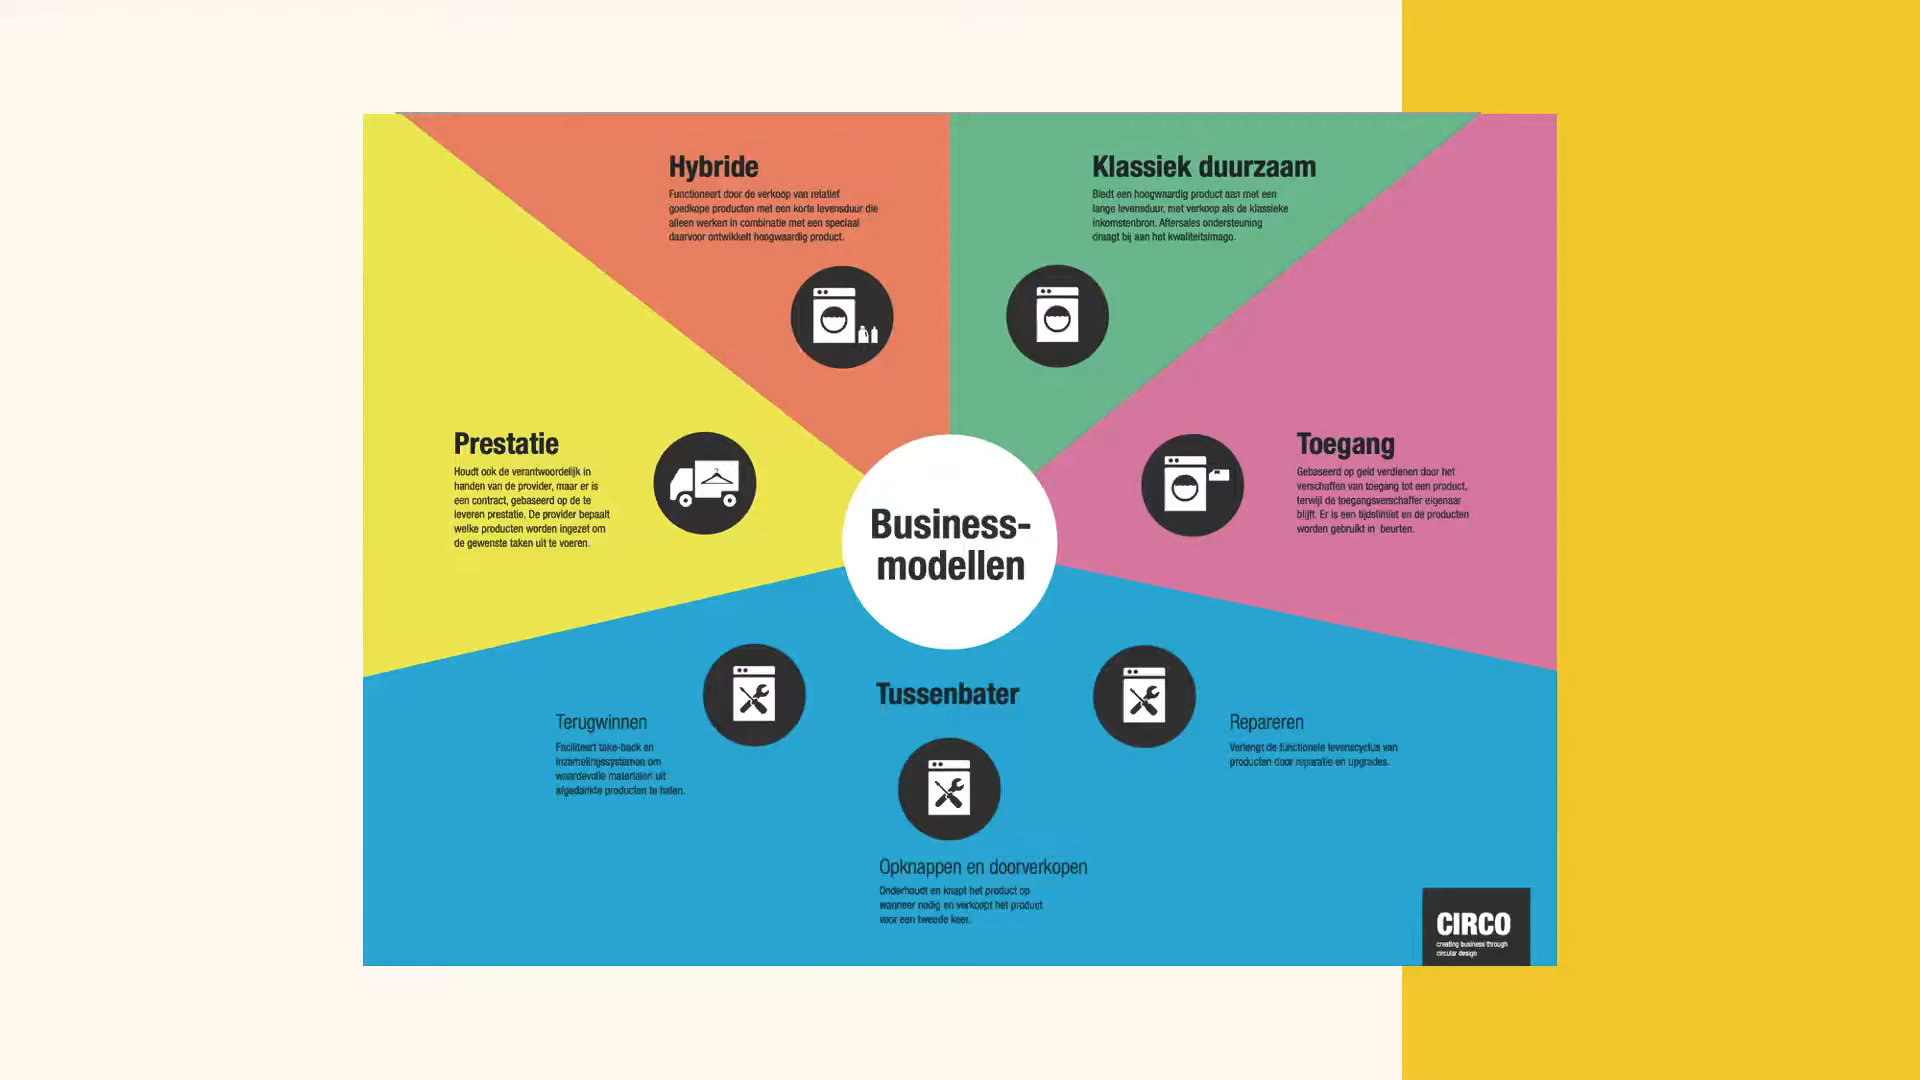 Hybride
Functioneert door de verkoop van relatief
goedkope producten met een korte levensduur die
alleen werken in combinatie met een speciaal
daarvoor ontwikkelt hoogwaardig product.
Klassiek duurzaam
Biedt een hoogwaardig product aan met een
lange levensduur, met verkoop als de klassieke
inkomstenbron. Aftersales ondersteuning
draagt bij aan het kwaliteitsimago.
Prestatie
Houdt ook de verantwoordelijk in
handen van de provider, maar er is
een contract, gebaseerd op de te
leveren prestatie. De provider bepaalt
welke producten worden ingezet om
de gewenste taken uit te voeren.
Toegang
Gebaseerd op geld verdienen door het
verschaffen van toegang tot een product,
terwijl de toegangsverschaffer eigenaar
blijft. Er is een tijdslimiet en de producten
worden gebruikt in beurten.
Business-
modellen
Tussenbater
Terugwinnen
Faciliteert take-back en
inzamelingssystemen om
waardevolle materialen uit
afgedankte producten te halen.
Repareren
Verlengt de functionele levenscyclus van
producten door reparatie en upgrades.
Opknappen en doorverkopen
Onderhoudt en knapt het product op
wanneer nodig en verkoopt het product
voor een tweede keer.
CIRCO
creating business through
circular design